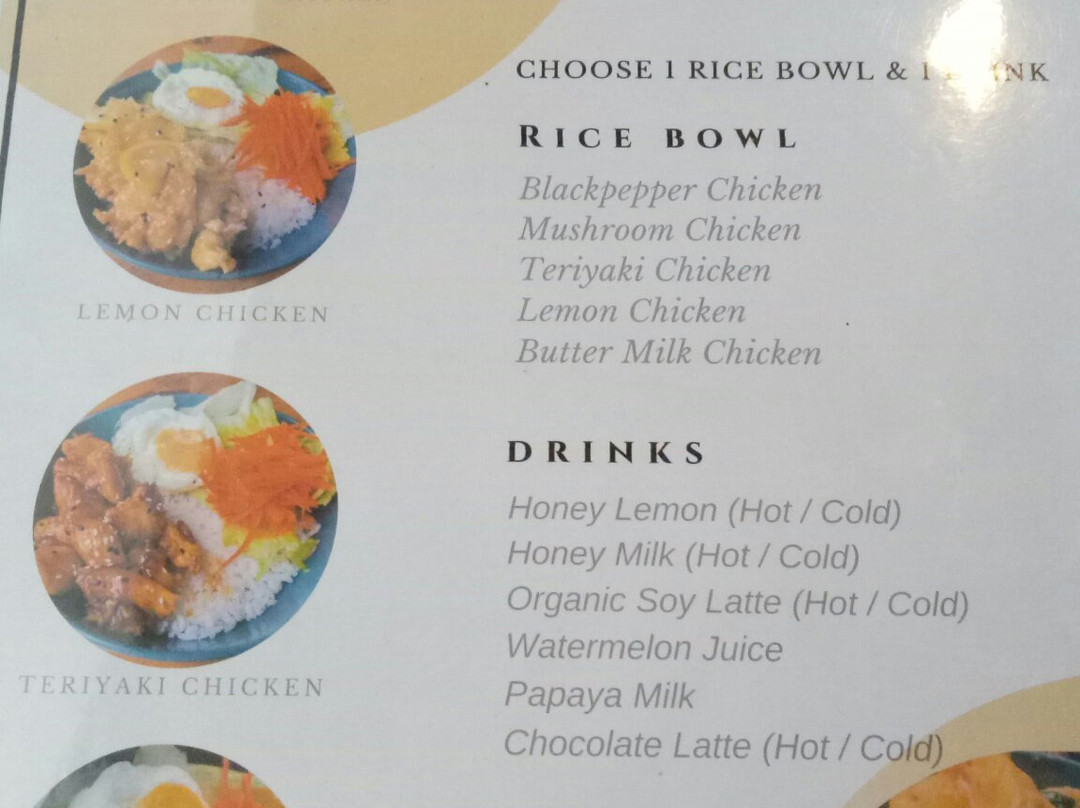 CHOOSE 1 RICE BOWL & 1
RICE BOWL
Blackpepper Chicken
Mushroom Chicken
Teriyaki Chicken
Lemon Chicken
Butter Milk Chicken
LEMON CHICKEN
DRINKS
Honey Lemon (Hot / Cold)
Honey Milk (Hot / Cold)
Organic Soy Latte (Hot / Cold)
Watermelon Juice
Papaya Milk
Chocolate Latte (Hot / Cold)
TERIYAKI CHICKEN